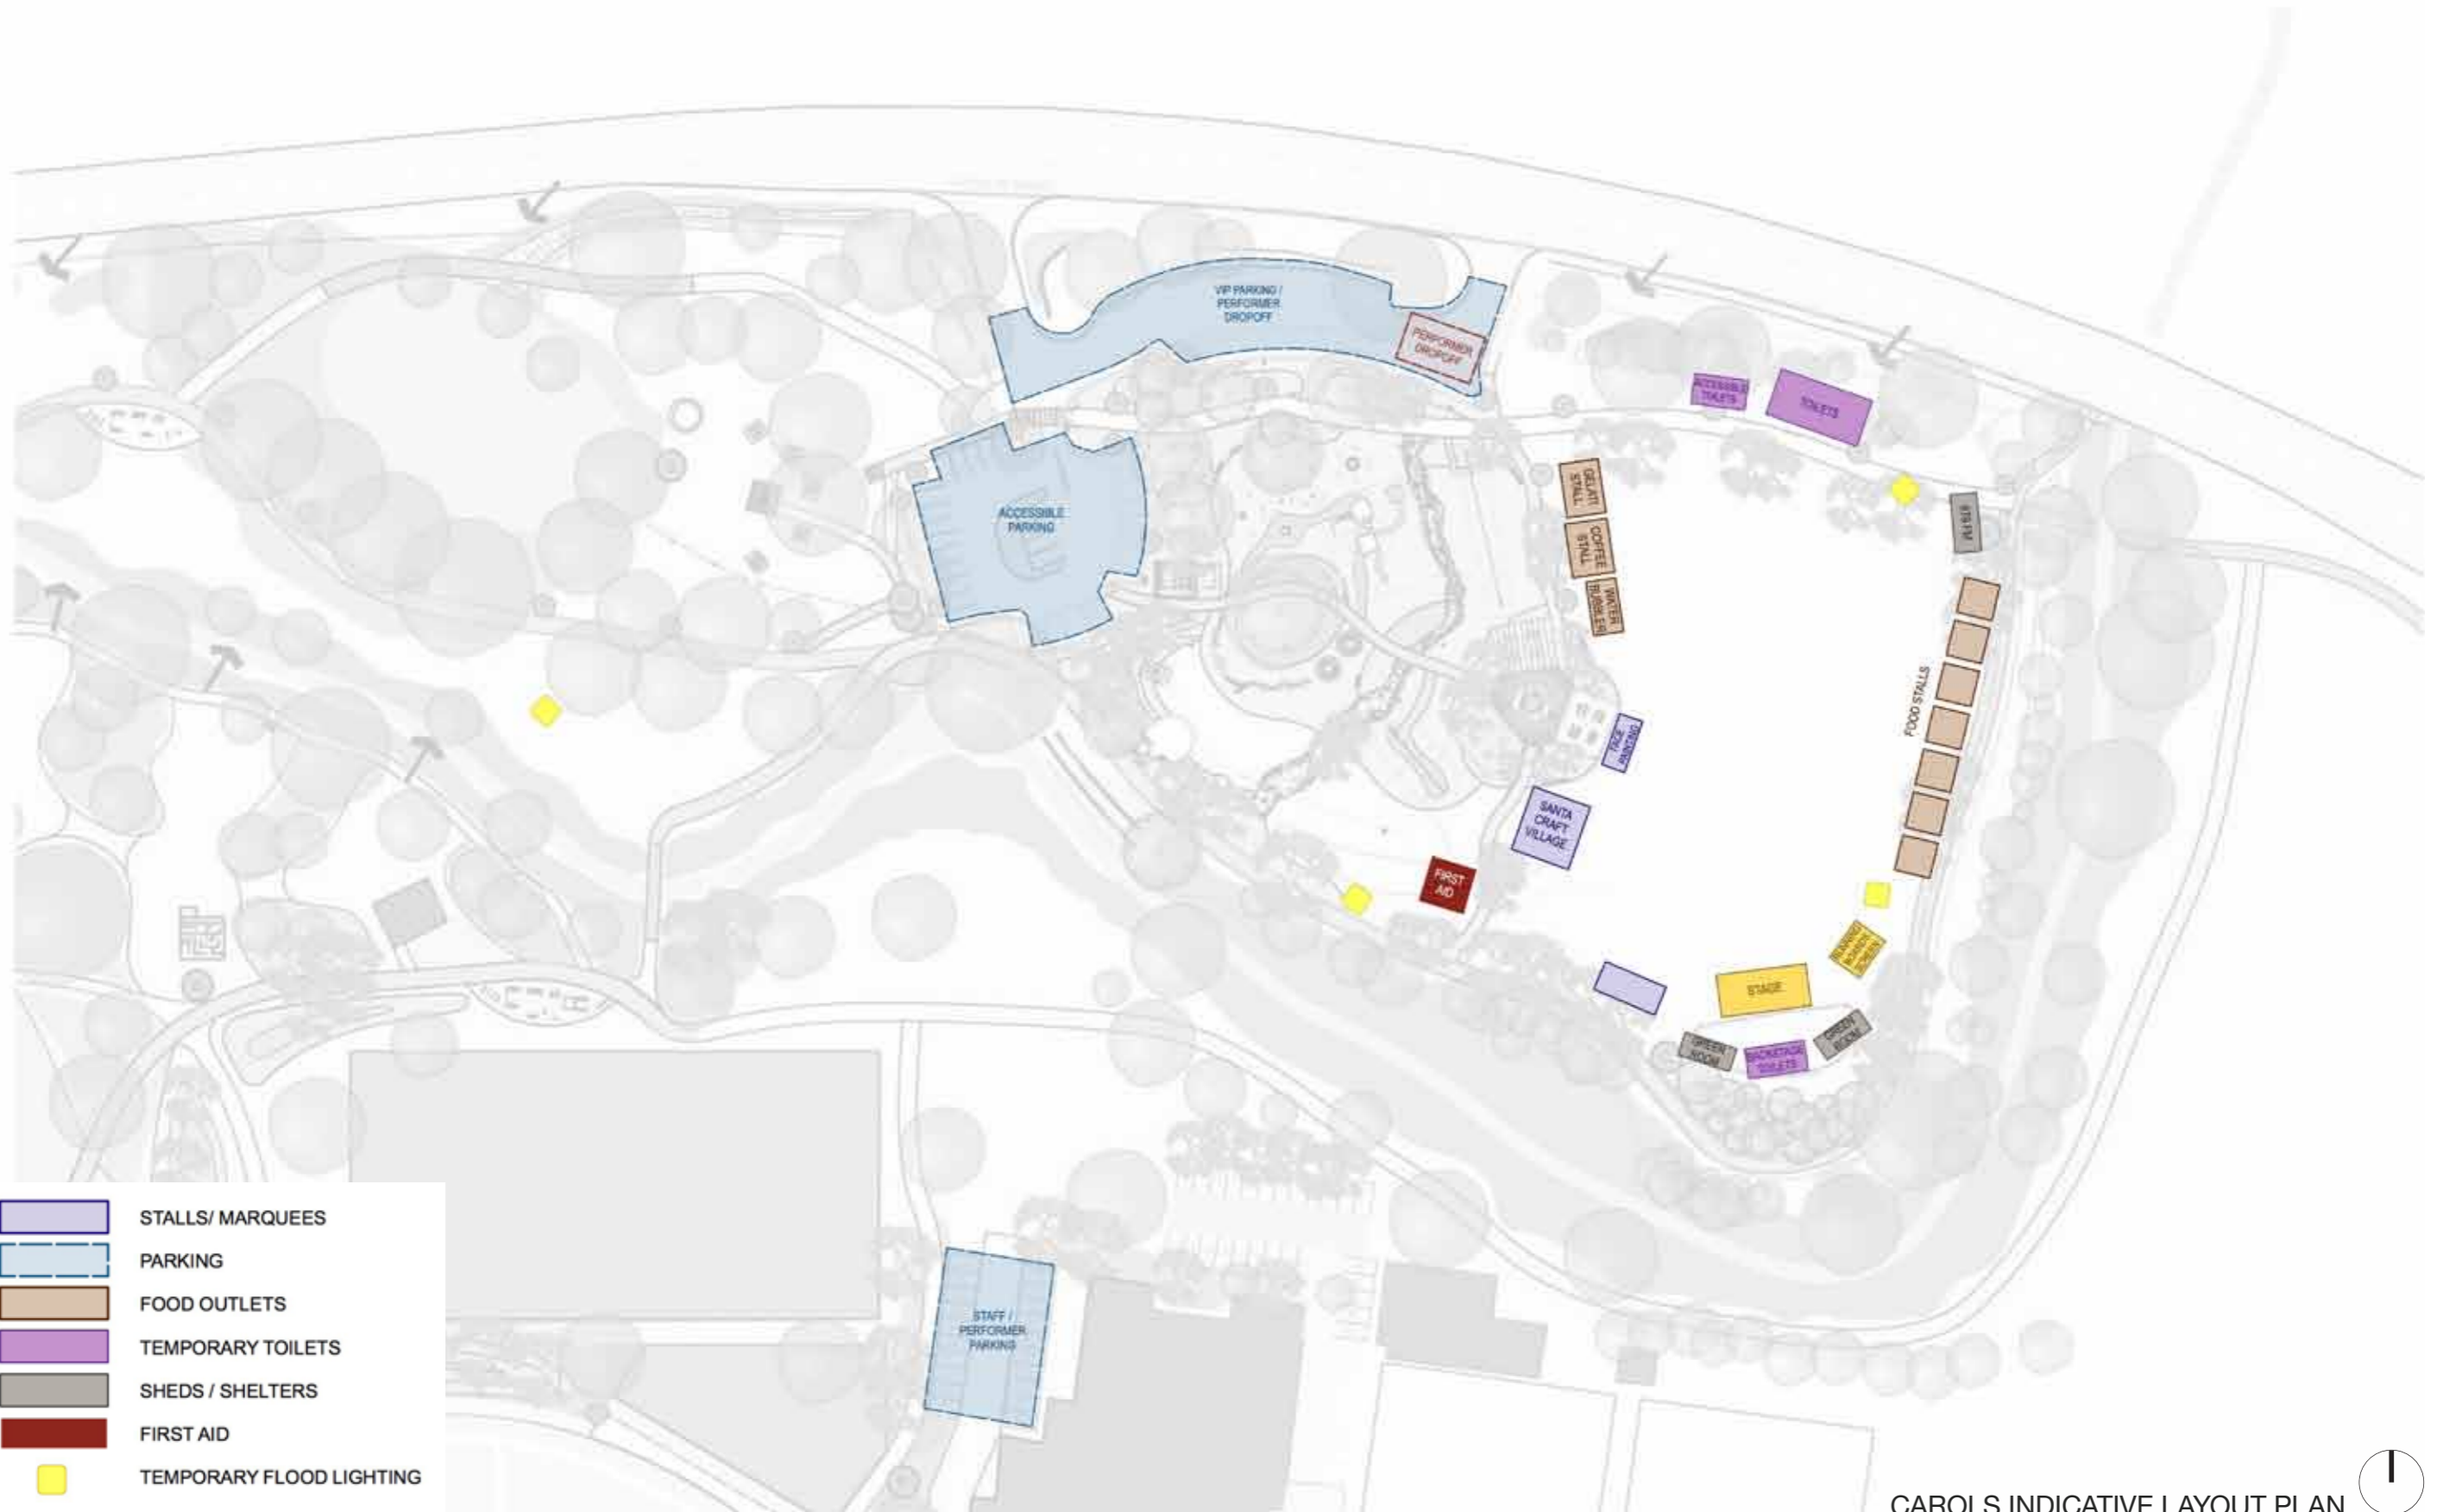 VIP PARKING /
PERFORMER
DROPOFF
PERFORMER
DROPOFF
ACCESSIBLE
TOILETS
TOILETS
ACCESSIBLE
PARKING
GELATI
STALL
COFFEE
STALL
WATER
BUBBLER
FOOD STALLS
PAINTING
SANTA
CRAFT
VILLAGE
FIRST
AID
STAGE
SCREEN
GREEN
ROOM
BACKSTAGE
TOILETS
GREEN
ROOM
STAFF /
PERFORMER
PARKING
STALLS/ MARQUEES
PARKING
FOOD OUTLETS
TEMPORARY TOILETS
SHEDS / SHELTERS
FIRST AID
TEMPORARY FLOOD LIGHTING
CAROLS INDICATIVE LAYOUT PLAN